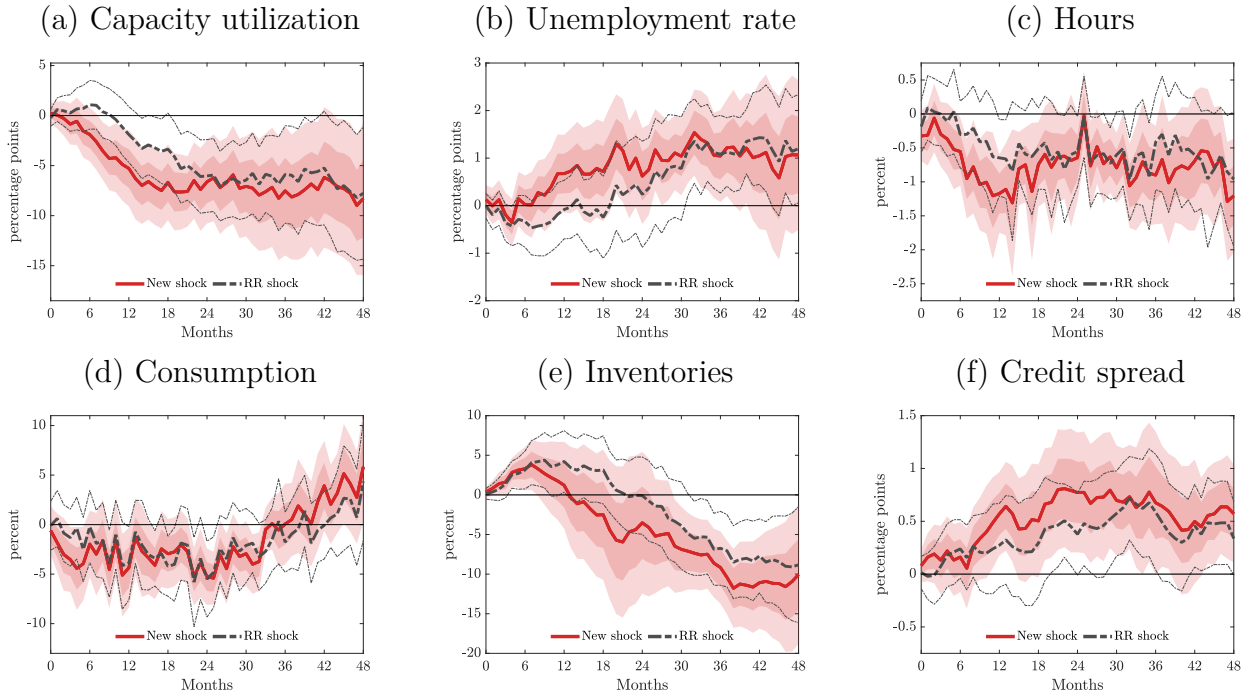 (a) Capacity utilization
(b) Unemployment rate
(c) Hours
percentage points
5
0
-5
-10
-15
New shock
RR shock
0 6 12 18 24 30 36 42 48
Months
percentage points
3
2
1
0
-1
-2
New shock
RR shock
0 6 12 18 24 30 36 42 48
Months
percent
0.5
0
-0.5
-1
-1.5
-2
-2.5
New shock
RR shock
0 6 12 18 24 30 36 42 48
Months
(d) Consumption
(e) Inventories
(f) Credit spread
percent
10
5
0
-5
-10
New shock
RR shock
0 6 12 18 24 30 36 42 48
Months
percent
10
5
0
-5
-10
-15
-20
New shock
RR shock
0 6 12 18 24 30 36 42 48
Months
percentage points
1.5
1
0.5
0
-0.5
New shock
RR shock
0 6 12 18 24 30 36 42 48
Months